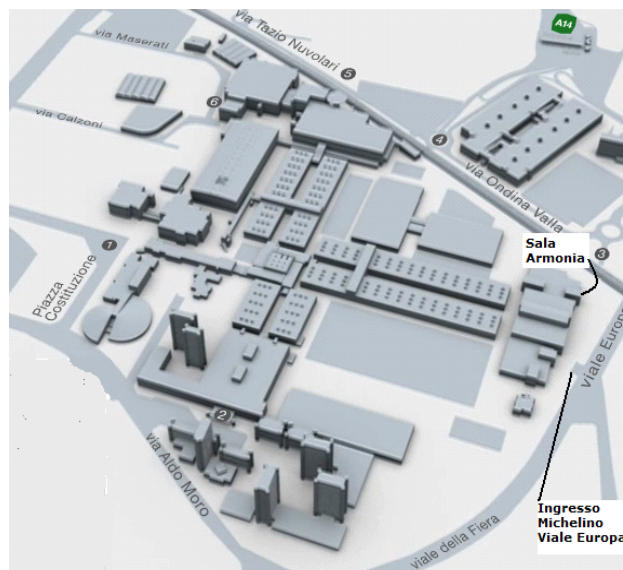 A14
via Tazio Nuvolari
via Maserati
5
6
via Calzoni
4
via Ondina Valla
1
3
Sala
Armonia
Piazza
Costituzione
viale Europa
2
via Aldo Moro
Ingresso
Michelino
Viale Europa
viale della Fiera